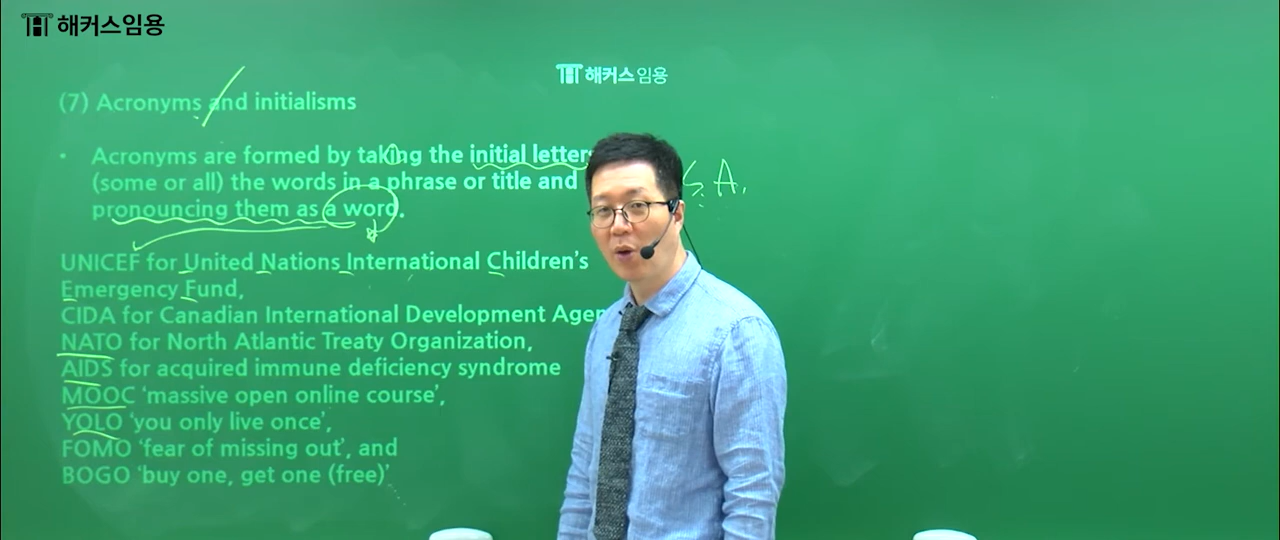 해커스임용
해커스임용
(7) Acronyms and initialisms
• Acronyms are formed by taking the initial letters
(some or all) the words in a phrase or title and
pronouncing them as a word.
S.A.
UNICEF for United Nations International Children's
Emergency Fund,
CIDA for Canadian International Development
NATO for North Atlantic Treaty Organization,
AIDS for acquired immune deficiency syndrome
MOOC 'massive open online course',
YOLO 'you only live once',
FOMO 'fear of missing out', and
BOGO 'buy one, get one (free)'